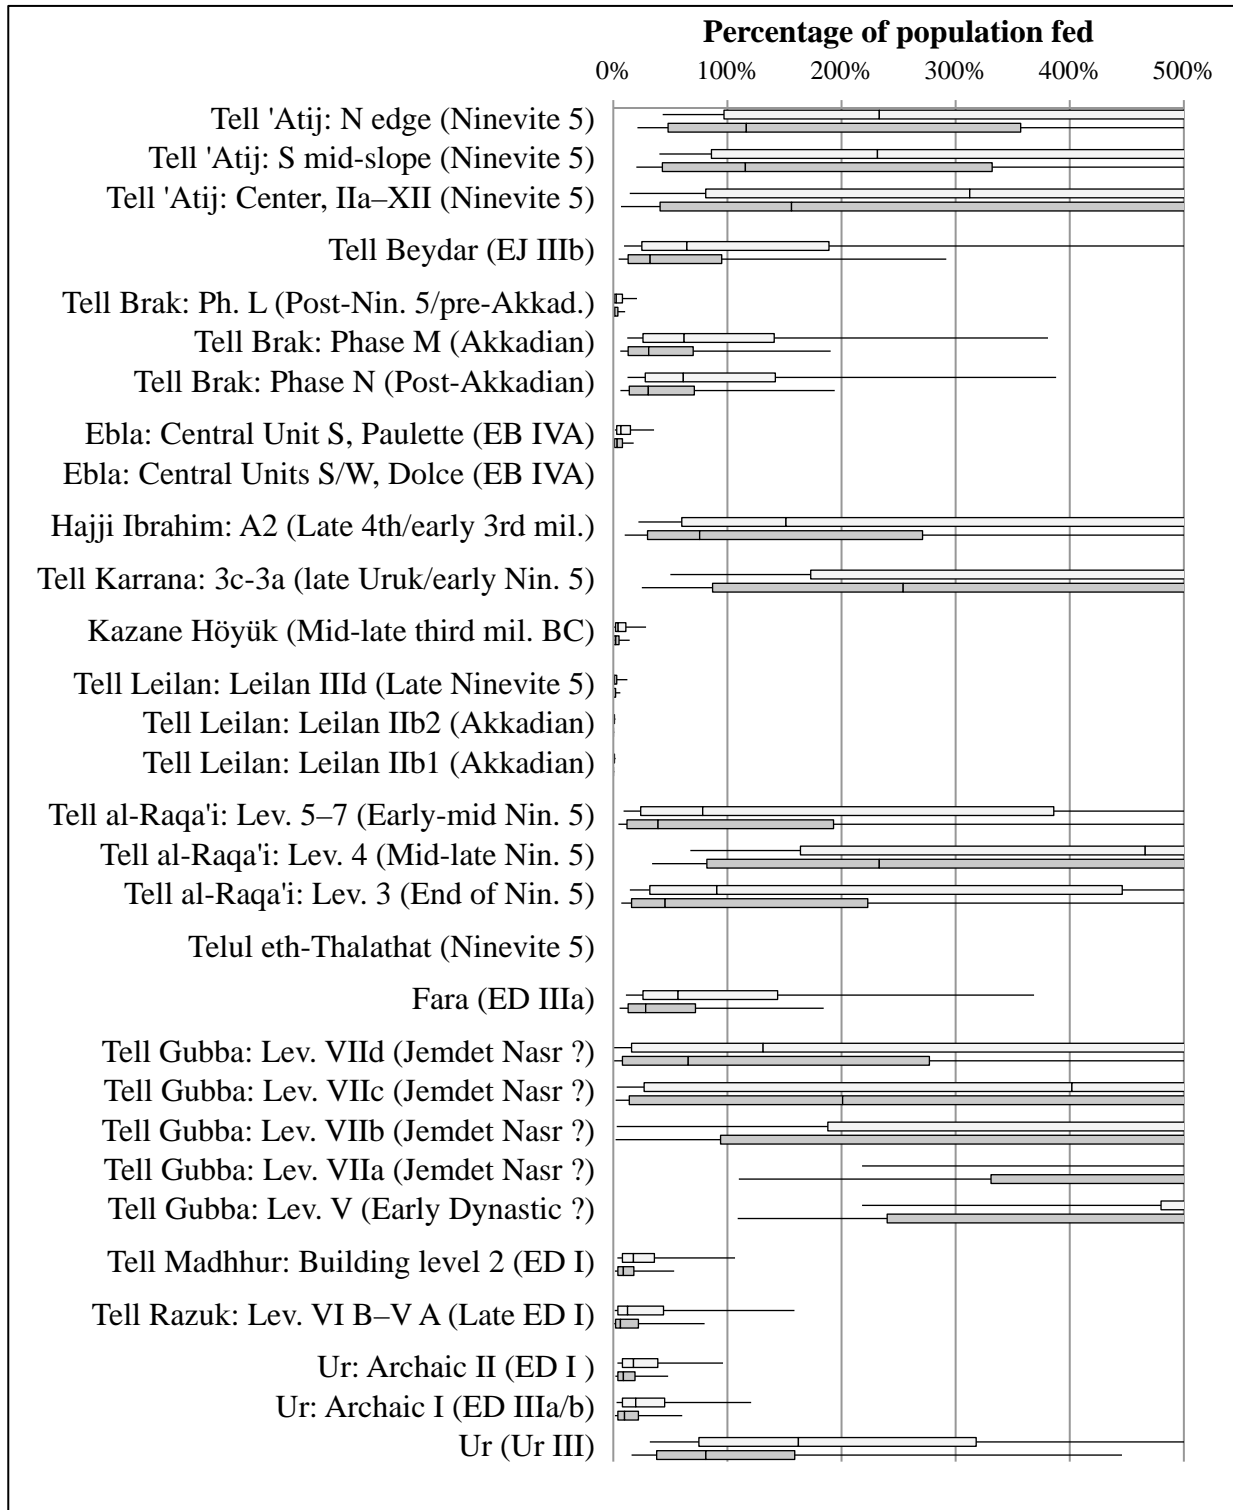 Percentage of population fed
0% 100% 200% 300% 400% 500%
Tell 'Atij: N edge (Ninevite 5)
Tell 'Atij: S mid-slope (Ninevite 5)
Tell 'Atij: Center, IIa–XII (Ninevite 5)
Tell Beydar (EJ IIIb)
Tell Brak: Ph. L (Post-Nin. 5/pre-Akkad.)
Tell Brak: Phase M (Akkadian)
Tell Brak: Phase N (Post-Akkadian)
Ebla: Central Unit S, Paulette (EB IVA)
Ebla: Central Units S/W, Dolce (EB IVA)
Hajji Ibrahim: A2 (Late 4th/early 3rd mil.)
Tell Karrana: 3c-3a (late Uruk/early Nin. 5)
Kazane Höyük (Mid-late third mil. BC)
Tell Leilan: Leilan IIId (Late Ninevite 5)
Tell Leilan: Leilan IIb2 (Akkadian)
Tell Leilan: Leilan IIb1 (Akkadian)
Tell al-Raqa'i: Lev. 5–7 (Early-mid Nin. 5)
Tell al-Raqa'i: Lev. 4 (Mid-late Nin. 5)
Tell al-Raqa'i: Lev. 3 (End of Nin. 5)
Telul eth-Thalathat (Ninevite 5)
Fara (ED IIIa)
Tell Gubba: Lev. VIId (Jemdet Nasr ?)
Tell Gubba: Lev. VIIc (Jemdet Nasr ?)
Tell Gubba: Lev. VIIb (Jemdet Nasr ?)
Tell Gubba: Lev. VIIa (Jemdet Nasr ?)
Tell Gubba: Lev. V (Early Dynastic ?)
Tell Madhhur: Building level 2 (ED I)
Tell Razuk: Lev. VI B–V A (Late ED I)
Ur: Archaic II (ED I )
Ur: Archaic I (ED IIIa/b)
Ur (Ur III)